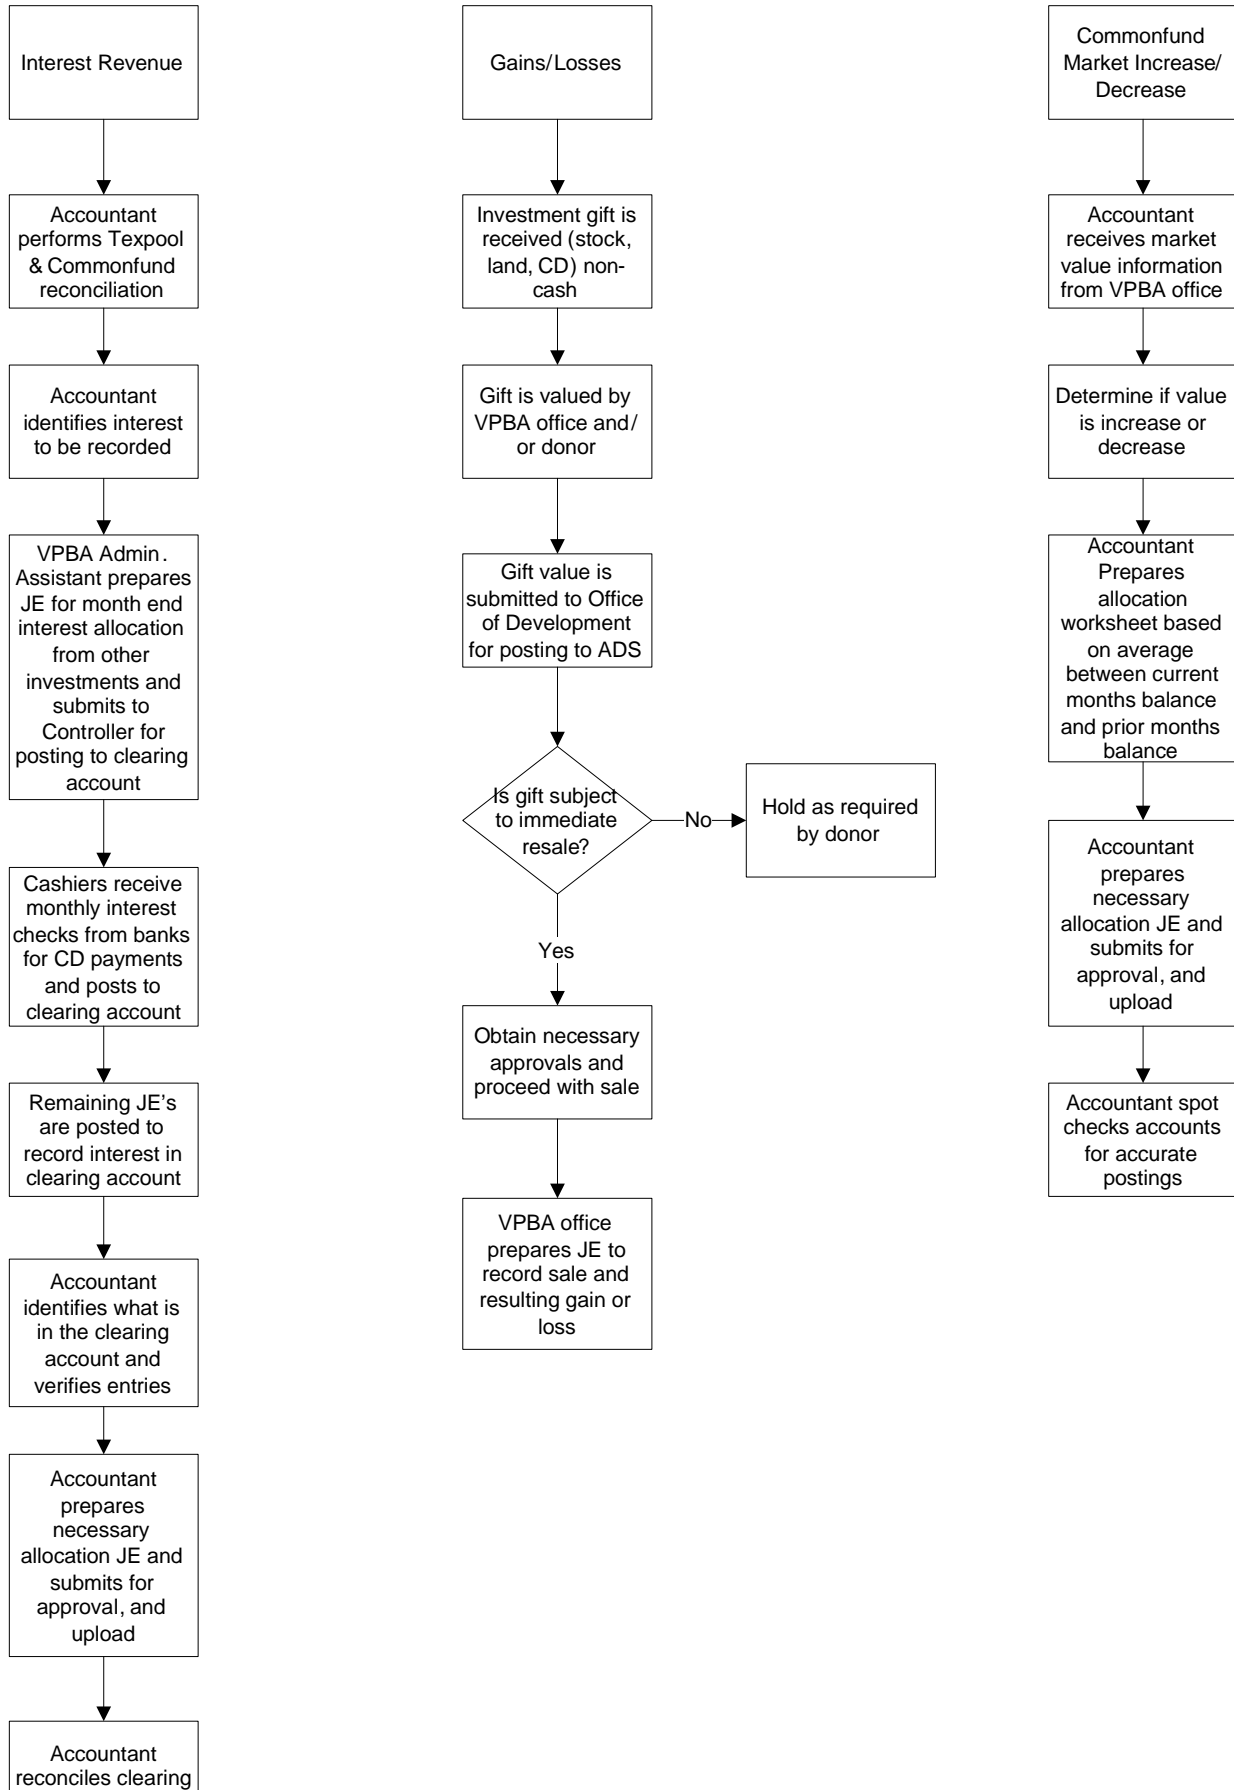 Interest Revenue
Accountant
performs Texpool
& Commonfund
reconciliation
Accountant
identifies interest
to be recorded
VPBA Admin.
Assistant prepares
JE for month end
interest allocation
from other
investments and
submits to
Controller for
posting to clearing
account
Cashiers receive
monthly interest
checks from banks
for CD payments
and posts to
clearing account
Remaining JE’s
are posted to
record interest in
clearing account
Accountant
identifies what is
in the clearing
account and
verifies entries
Accountant
prepares
necessary
allocation JE and
submits for
approval, and
upload
Accountant
reconciles clearing
Gains/Losses
Investment gift is
received (stock,
land, CD) non-
cash
Gift is valued by
VPBA office and/
or donor
Gift value is
submitted to Office
of Development
for posting to ADS
Is gift subject
to immediate
resale?
No
Hold as required
by donor
Yes
Obtain necessary
approvals and
proceed with sale
VPBA office
prepares JE to
record sale and
resulting gain or
loss
Commonfund
Market Increase/
Decrease
Accountant
receives market
value information
from VPBA office
Determine if value
is increase or
decrease
Accountant
Prepares
allocation
worksheet based
on average
between current
months balance
and prior months
balance
Accountant
prepares
necessary
allocation JE and
submits for
approval, and
upload
Accountant spot
checks accounts
for accurate
postings